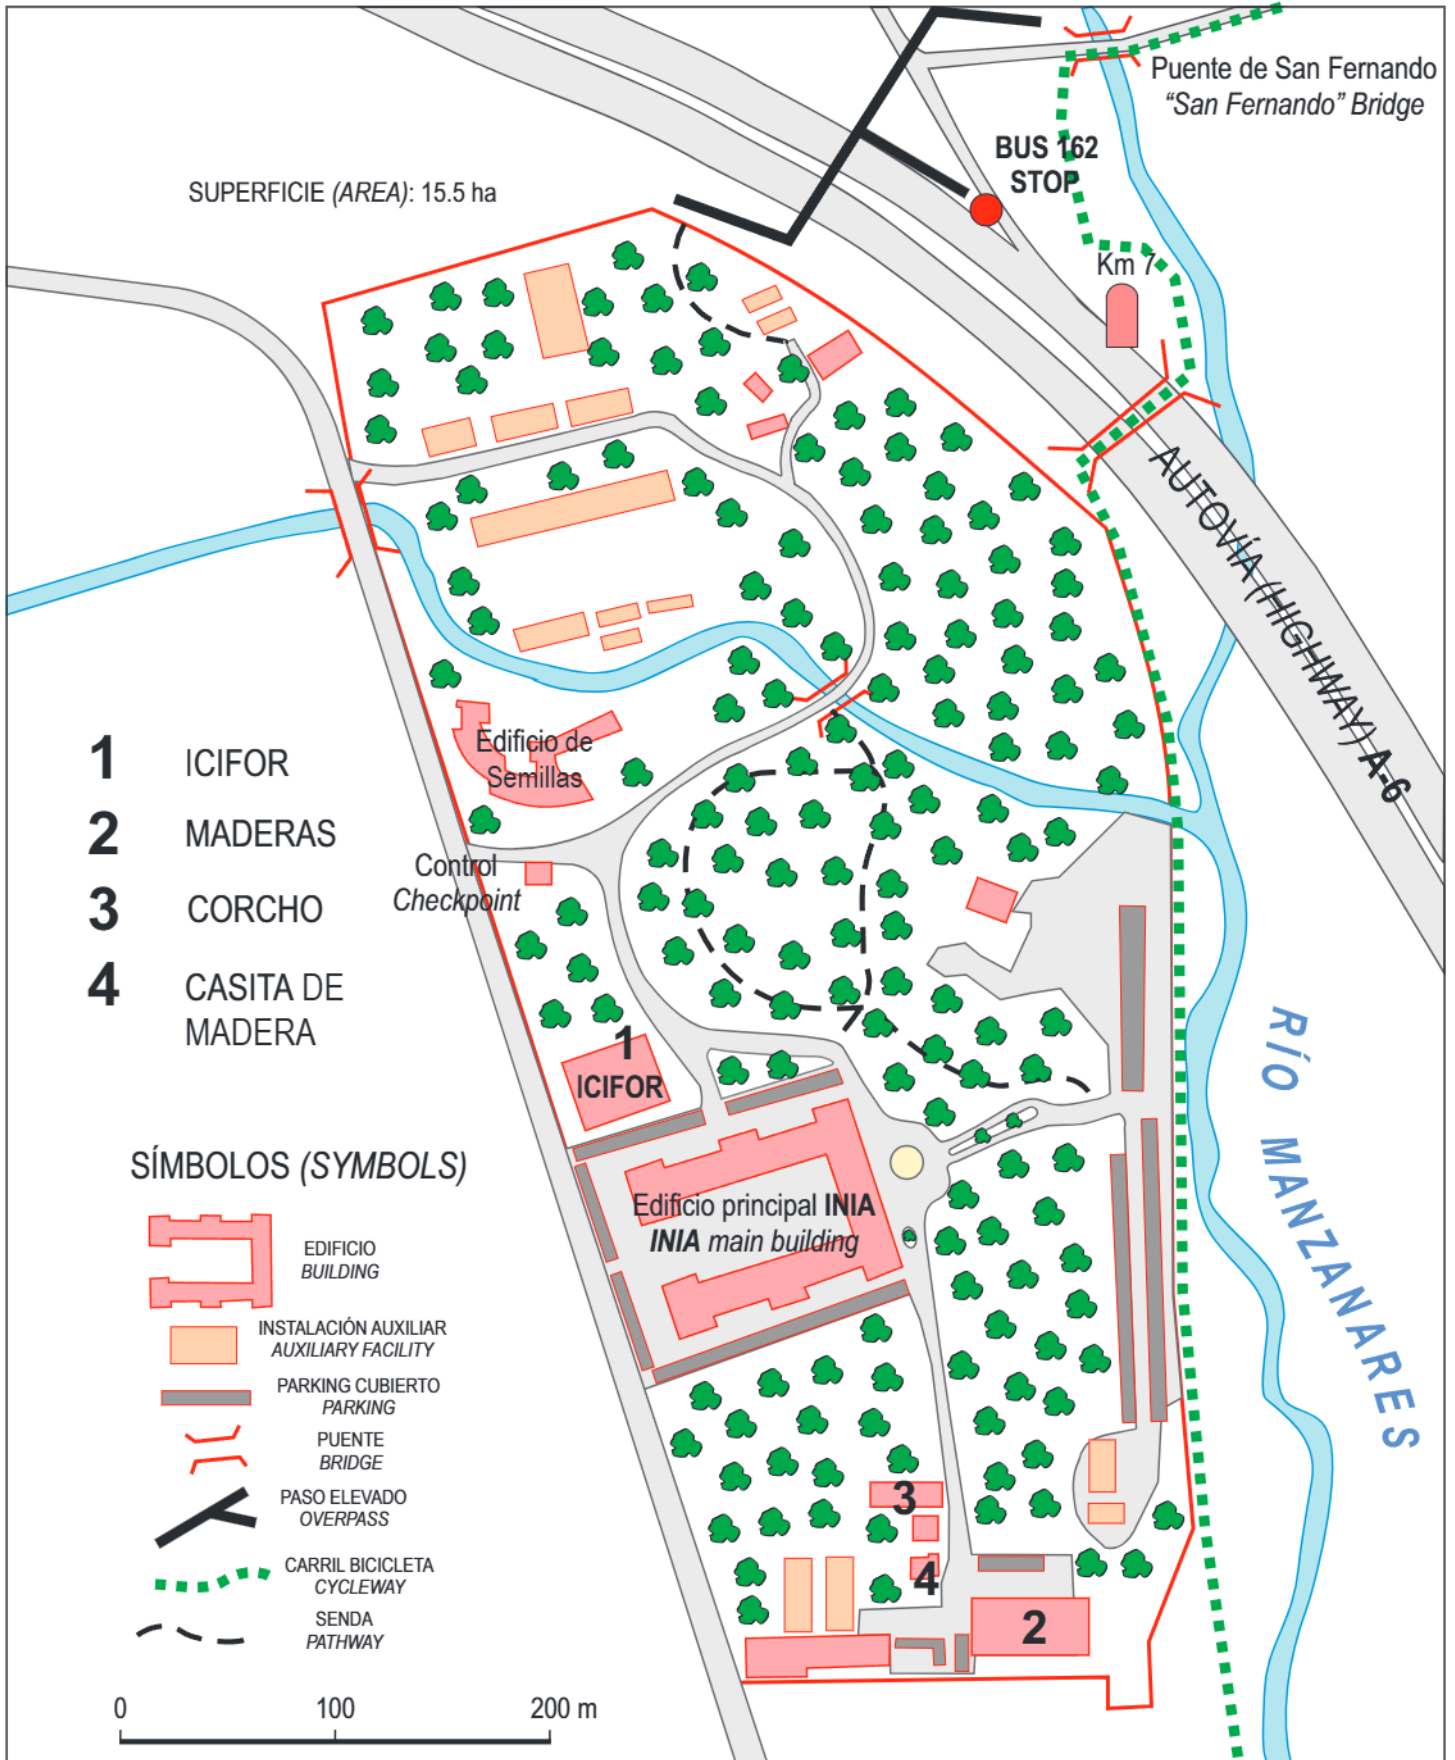 Puente de San Fernando
“San Fernando” Bridge
BUS 162
STOP
SUPERFICIE (AREA): 15.5 ha
Km 7
AUTOVÍA (HIGHWAY) A-6
Edificio de
Semillas
1 ICIFOR
2 MADERAS
3 CORCHO
4 CASITA DE
MADERA
Control
Checkpoint
1
ICIFOR
RÍO MANZANARES
Edificio principal INIA
INIA main building
SÍMBOLOS (SYMBOLS)
EDIFICIO
BUILDING
INSTALACIÓN AUXILIAR
AUXILIARY FACILITY
PARKING CUBIERTO
PARKING
PUENTE
BRIDGE
PASO ELEVADO
OVERPASS
CARRIL BICICLETA
CYCLEWAY
SENDA
PATHWAY
3
4
2
0 100 200 m